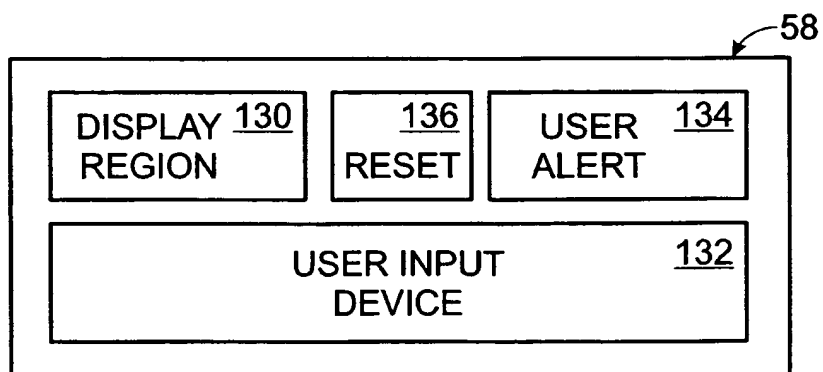 58
DISPLAY 130
REGION
136
RESET
USER 134
ALERT
USER INPUT 132
DEVICE